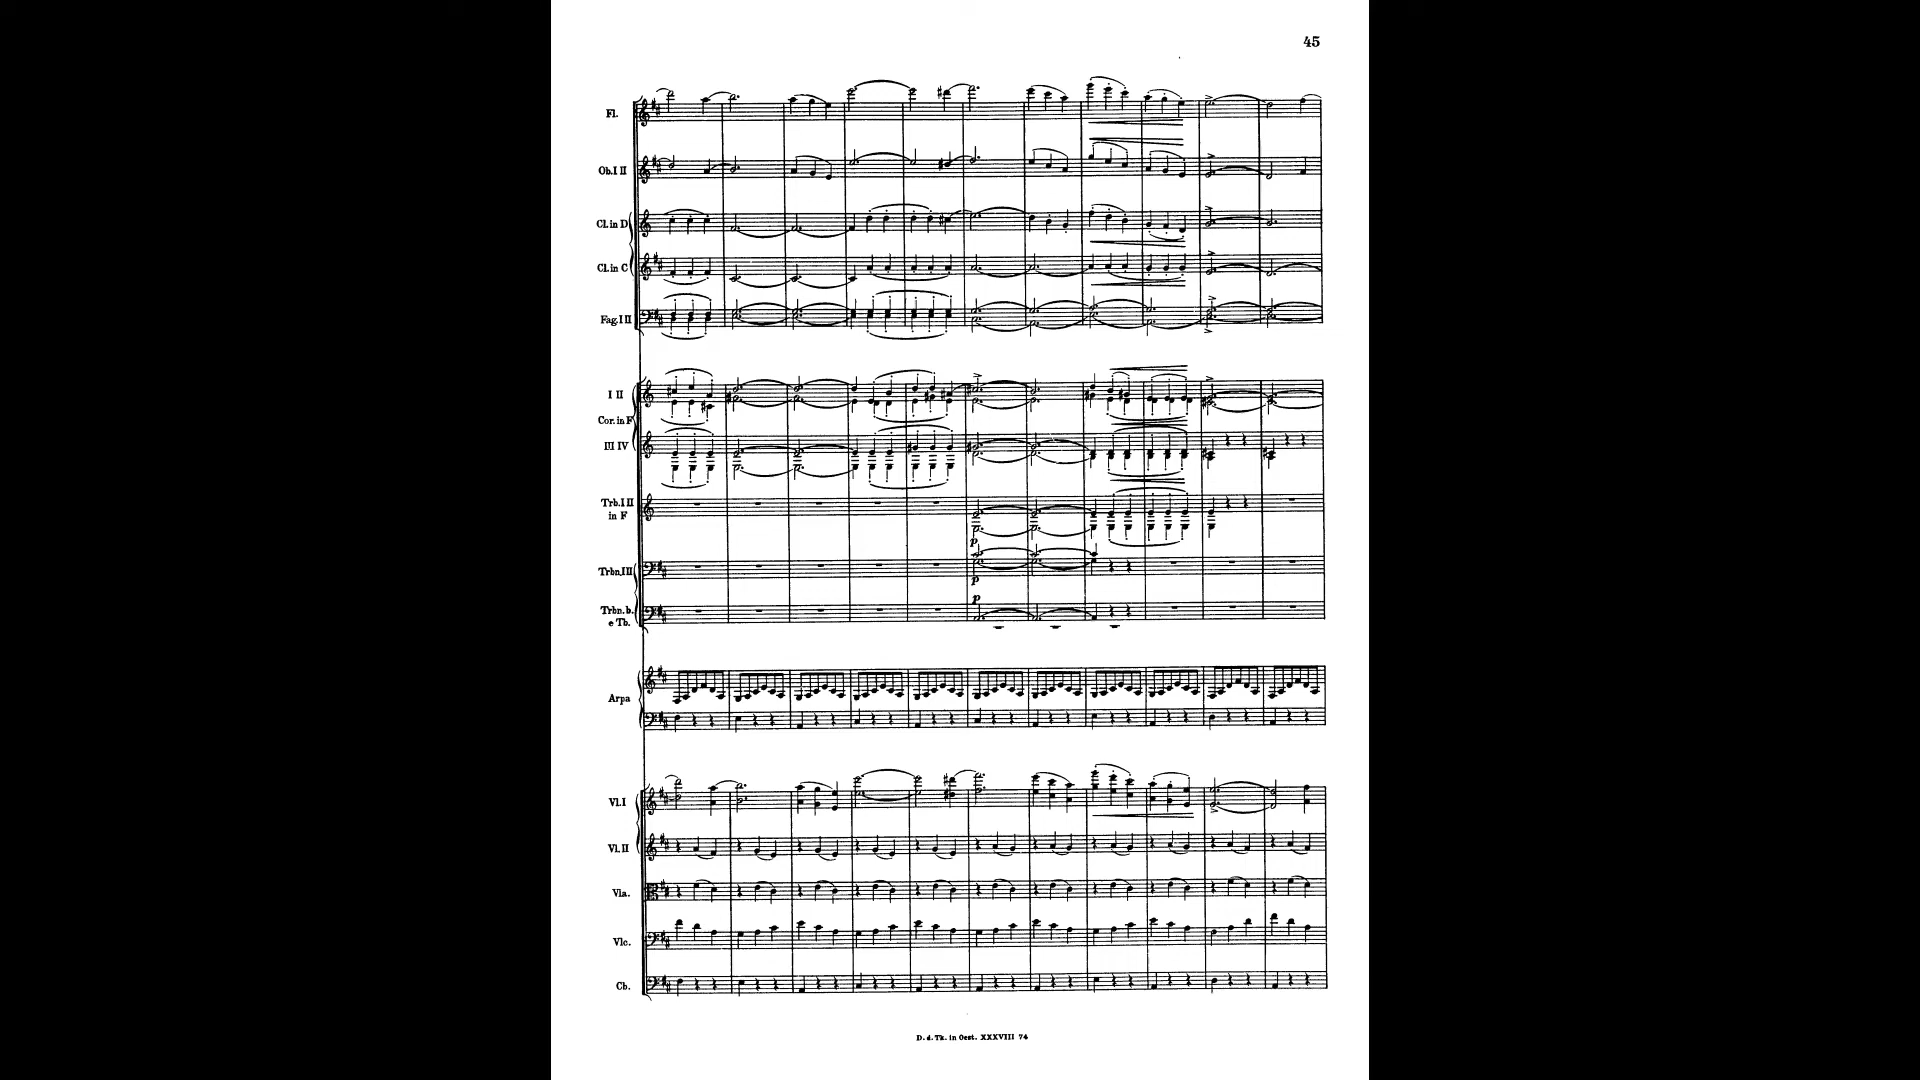 45
Fl.
Ob.I II
Cl. in D
Cl. in C
Fag.I II
I II
Cor. in F
III IV
Trb.I II
in F
p
Trbn.I II
p
Trbn. b.
e Tb.
p
Arpa
Vl.I
Vl. II
Vla.
Vlc.
Cb.
D. d. Tk. in Oest. XXXVIII 74